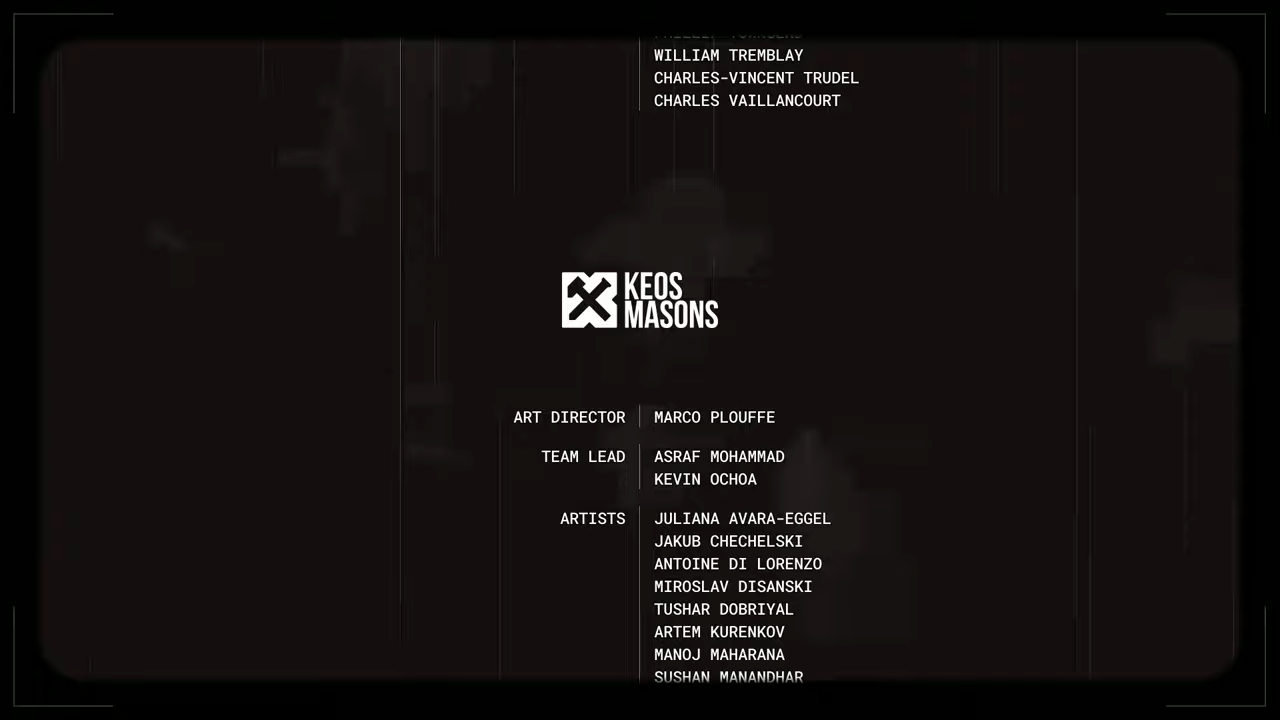 WILLIAM TREMBLAY
CHARLES-VINCENT TRUDEL
CHARLES VAILLANCOURT
KEOS
MASONS
ART DIRECTOR MARCO PLOUFFE
TEAM LEAD ASRAF MOHAMMAD
KEVIN OCHOA
ARTISTS JULIANA AVARA-EGGEL
JAKUB CHECHELSKI
ANTOINE DI LORENZO
MIROSLAV DISANSKI
TUSHAR DOBRIYAL
ARTEM KURENKOV
MANOJ MAHARANA
SUSHAN MANANDHAR